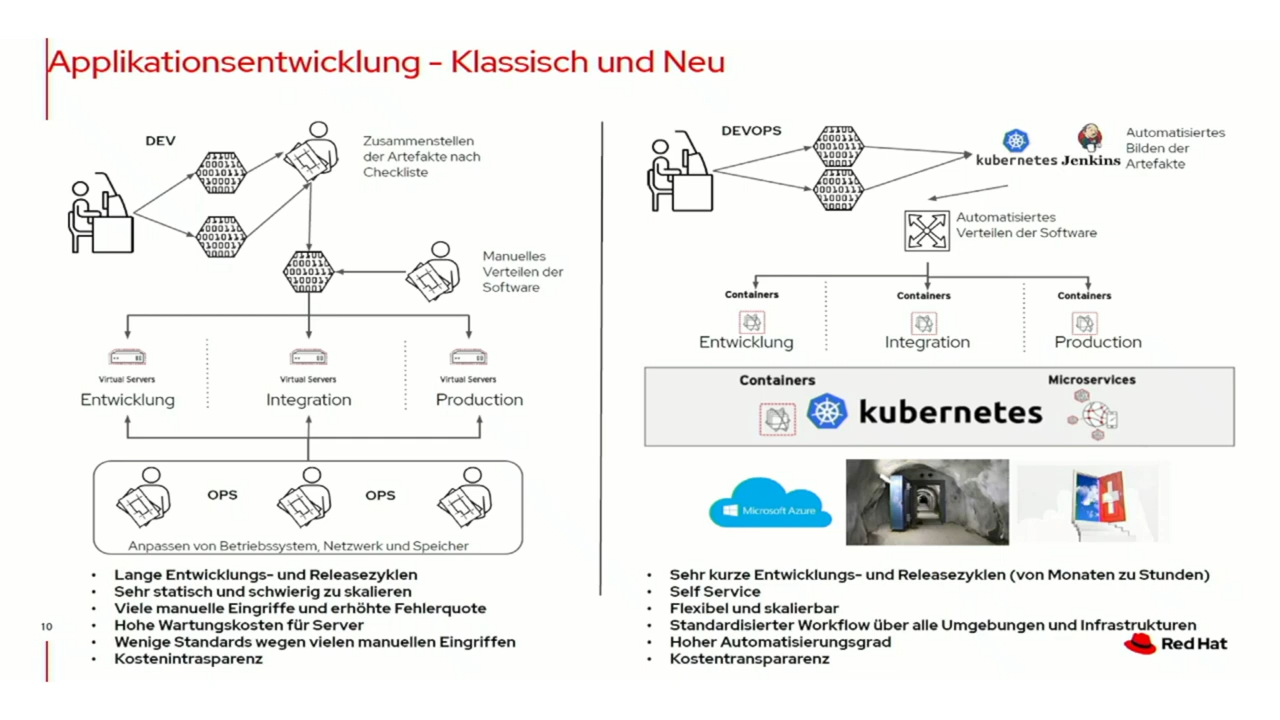 Applikationsentwicklung - Klassisch und Neu
DEV
Zusammenstellen
der Artefakte nach
Checkliste
Manuelles
Verteilen der
Software
Virtual Servers
Virtual Servers
Virtual Servers
Entwicklung
Integration
Production
OPS
OPS
Anpassen von Betriebssystem, Netzwerk und Speicher
• Lange Entwicklungs- und Releasezyklen
• Sehr statisch und schwierig zu skalieren
• Viele manuelle Eingriffe und erhöhte Fehlerquote
• Hohe Wartungskosten für Server
• Wenige Standards wegen vielen manuellen Eingriffen
• Kostenintrasparenz
10
DEVOPS
kubernetes
Jenkins
Automatisiertes
Bilden der
Artefakte
Automatisiertes
Verteilen der Software
Containers
Containers
Containers
Entwicklung
Integration
Production
Containers
kubernetes
Microservices
Microsoft Azure
• Sehr kurze Entwicklungs- und Releasezyklen (von Monaten zu Stunden)
• Self Service
• Flexibel und skalierbar
• Standardisierter Workflow über alle Umgebungen und Infrastrukturen
• Hoher Automatisierungsgrad
• Kostentranspararenz
Red Hat